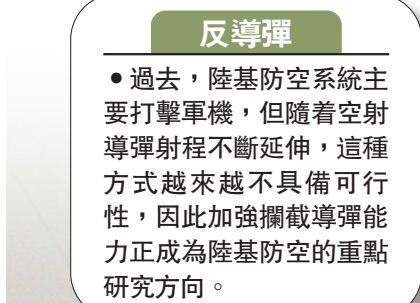 反導彈
●過去，陸基防空系統主
要打擊軍機，但隨着空射
導彈射程不斷延伸，這種
方式越來越不具備可行
性，因此加強攔截導彈能
力正成為陸基防空的重點
研究方向。